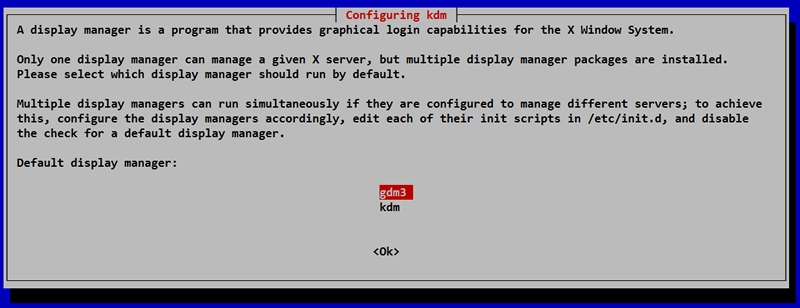 Configuring kdm
A display manager is a program that provides graphical login capabilities for the X Window System.
Only one display manager can manage a given X server, but multiple display manager packages are installed.
Please select which display manager should run by default.
Multiple display managers can run simultaneously if they are configured to manage different servers; to achieve
this, configure the display managers accordingly, edit each of their init scripts in /etc/init.d, and disable
the check for a default display manager.
Default display manager:
gdm3
kdm
<Ok>